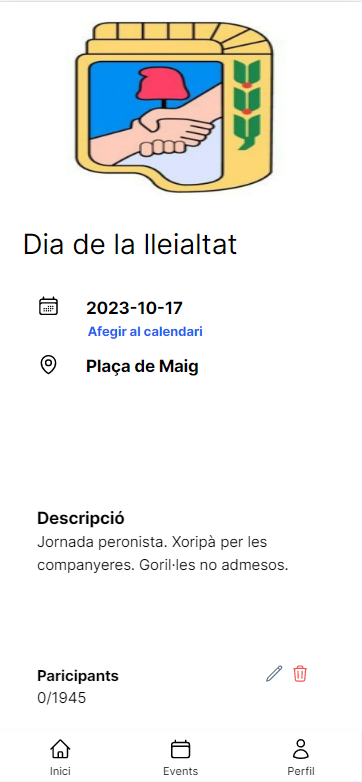 Dia de la lleialtat
2023-10-17
Afegir al calendari
Plaça de Maig
Descripció
Jornada peronista. Xoripà per les
companyeres. Goril·les no admesos.
Paricipants
0/1945
Inici
Events
Perfil